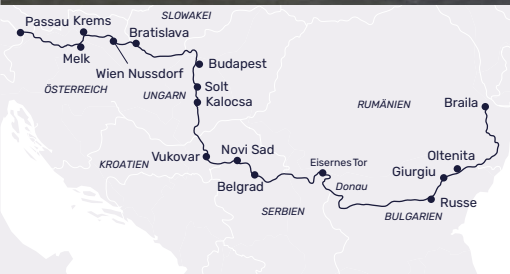 SLOWAKEI
Passau Krems
Bratislava
Melk
Budapest
Wien Nussdorf
ÖSTERREICH
Solt
UNGARN
Kalocsa
RUMÄNIEN
Braila
Vukovar
Novi Sad
Oltenita
KROATIEN
Eisernes Tor
Giurgiu
Belgrad
Donau
Russe
SERBIEN
BULGARIEN